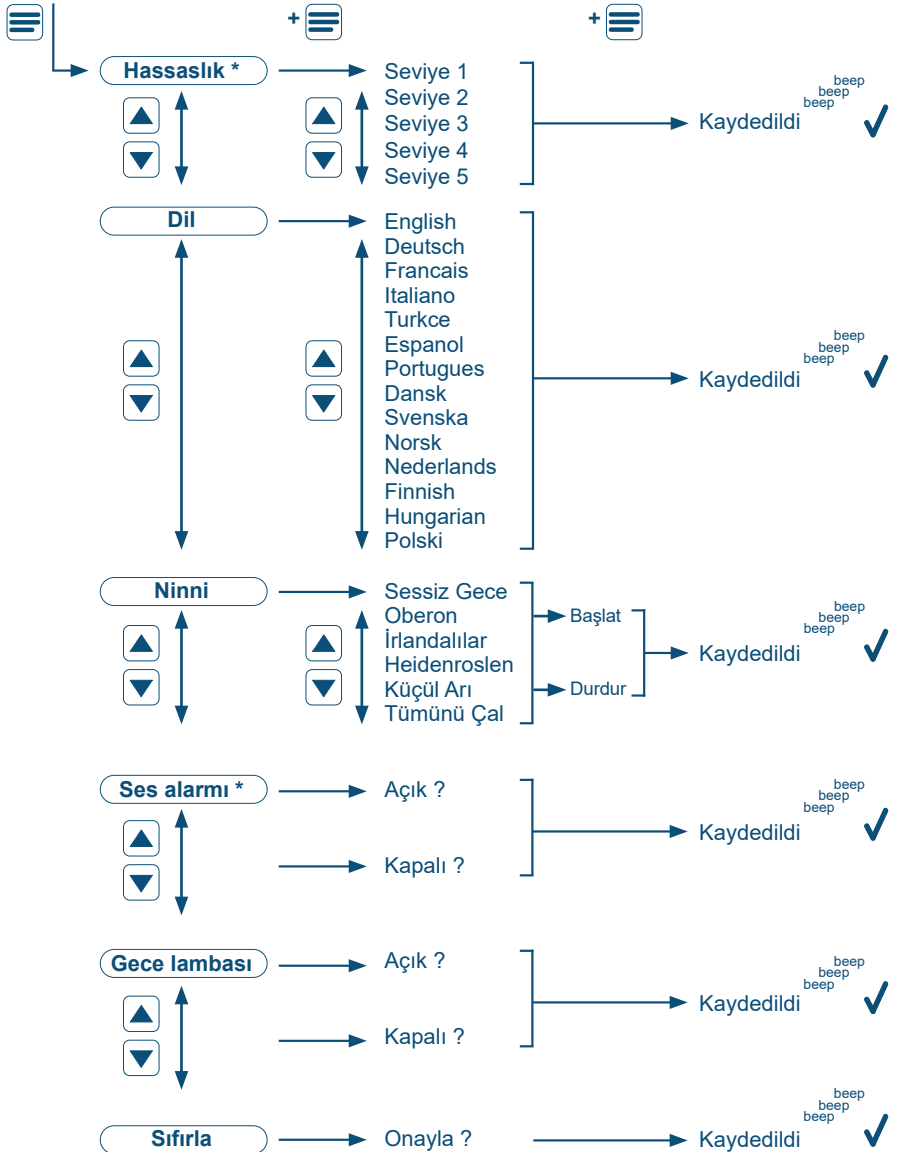 +
+
Hassaslık *
Seviye 1
Seviye 2
Seviye 3
Seviye 4
Seviye 5
Kaydedildi
beep
beep
beep
Dil
English
Deutsch
Francais
Italiano
Turkce
Espanol
Portugues
Dansk
Svenska
Norsk
Nederlands
Finnish
Hungarian
Polski
Kaydedildi
beep
beep
beep
Ninni
Sessiz Gece
Oberon
İrlandalılar
Heidenroslen
Küçül Arı
Tümünü Çal
Başlat
Durdur
Kaydedildi
beep
beep
beep
Ses alarmı *
Açık ?
Kapalı ?
Kaydedildi
beep
beep
beep
Gece lambası
Açık ?
Kapalı ?
Kaydedildi
beep
beep
beep
Sıfırla
Onayla ?
Kaydedildi
beep
beep
beep